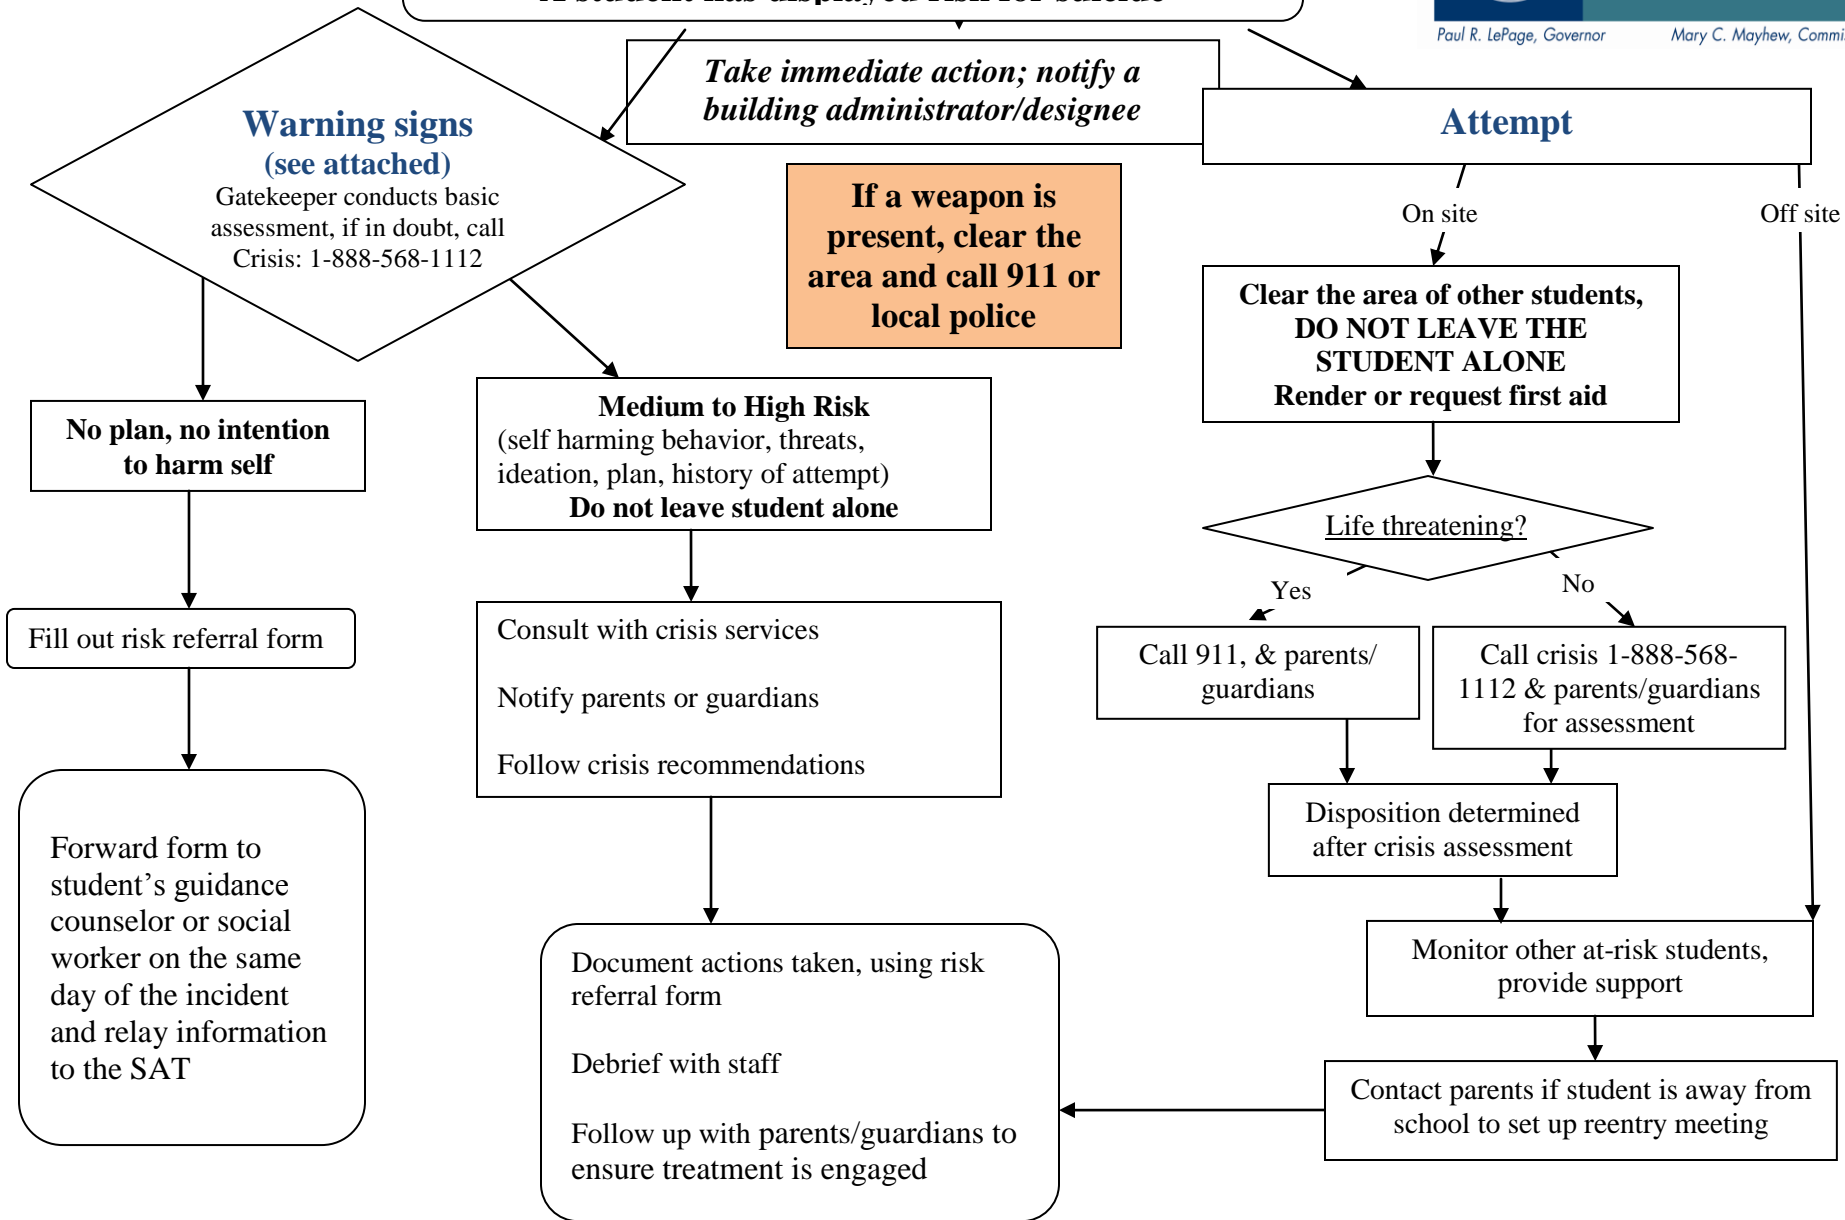 A student has displayed risk for suicide
Paul R. LePage, Governor
Mary C. Mayhew, Commi
Take immediate action; notify a
building administrator/designee
Warning signs
(see attached)
Gatekeeper conducts basic
assessment, if in doubt, call
Crisis: 1-888-568-1112
Attempt
If a weapon is
present, clear the
area and call 911 or
local police
On site
Off site
Clear the area of other students,
DO NOT LEAVE THE
STUDENT ALONE
Render or request first aid
No plan, no intention
to harm self
Medium to High Risk
(self harming behavior, threats,
ideation, plan, history of attempt)
Do not leave student alone
Life threatening?
Yes
No
Fill out risk referral form
Consult with crisis services
Notify parents or guardians
Follow crisis recommendations
Call 911, & parents/
guardians
Call crisis 1-888-568-
1112 & parents/guardians
for assessment
Disposition determined
after crisis assessment
Forward form to
student’s guidance
counselor or social
worker on the same
day of the incident
and relay information
to the SAT
Monitor other at-risk students,
provide support
Document actions taken, using risk
referral form
Debrief with staff
Follow up with parents/guardians to
ensure treatment is engaged
Contact parents if student is away from
school to set up reentry meeting